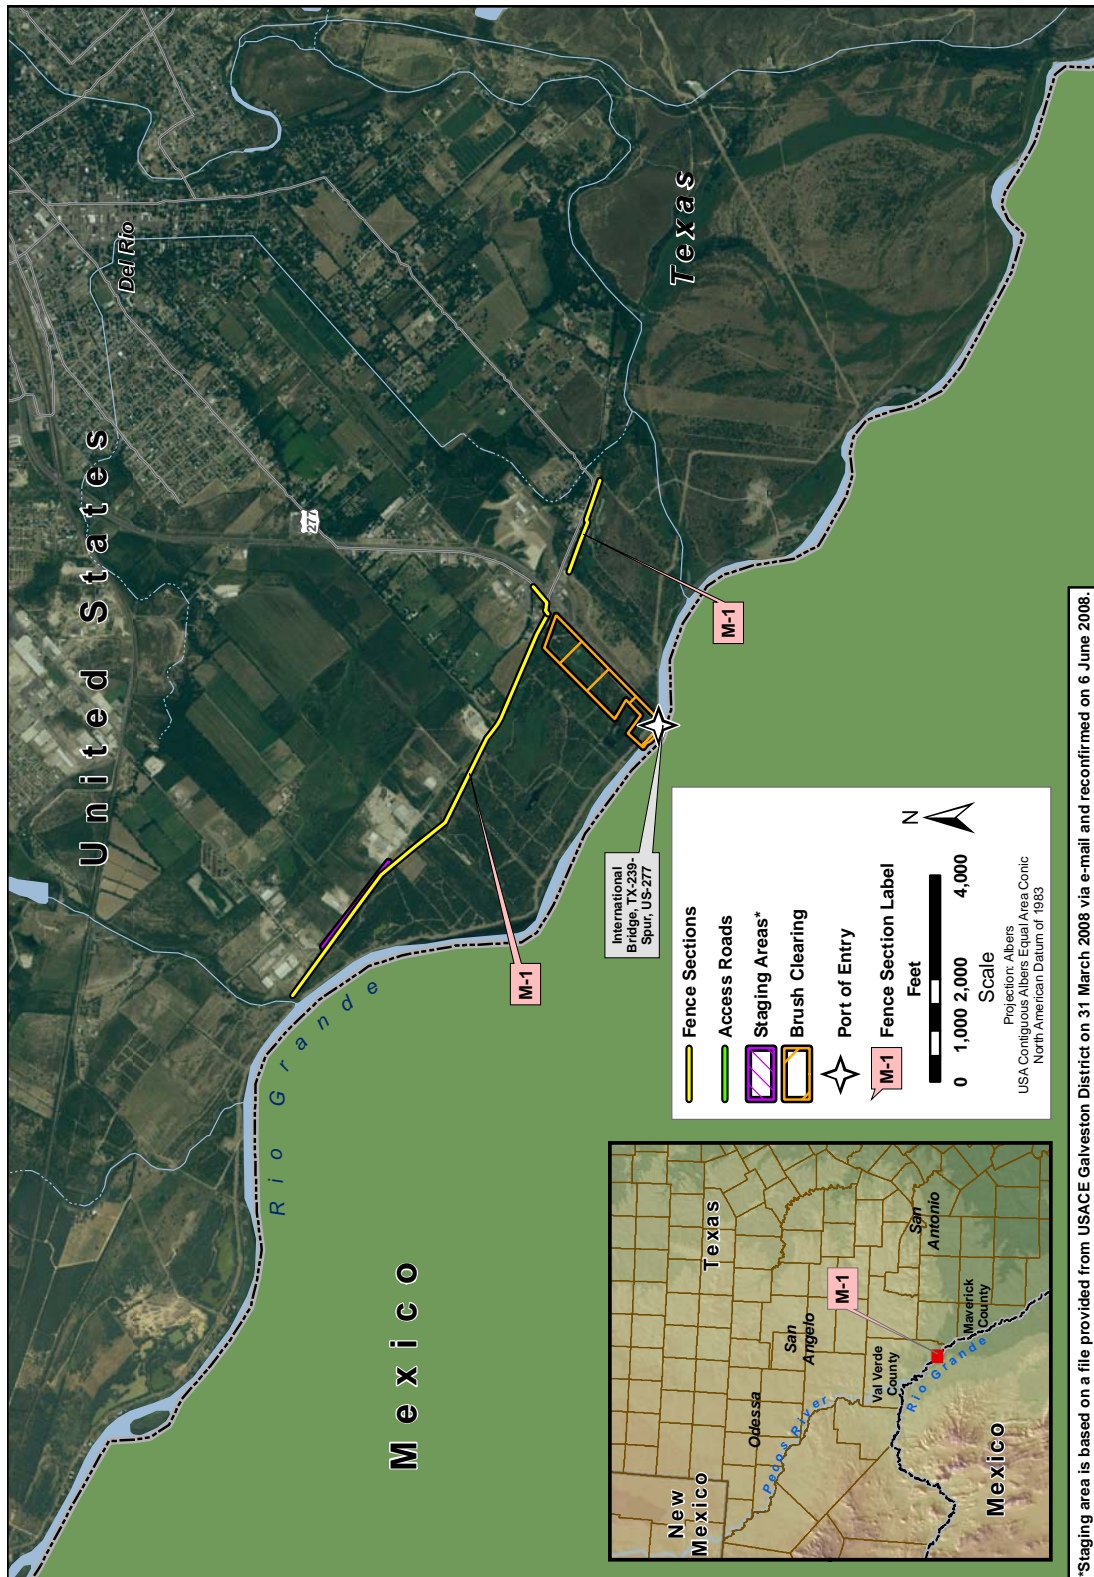 United States
Del Rio
277
Texas
Rio Grande
Mexico
M-1
M-1
International
Bridge, TX-239-
Spur, US-277
Fence Sections
Access Roads
Staging Areas*
Brush Clearing
Port of Entry
M-1 Fence Section Label
Feet
0 1,000 2,000 4,000
Scale
Projection: Albers
USA Contiguous Albers Equal Area Conic
North American Datum of 1983
N
New
Mexico
Texas
Odessa
San
Angelo
Pecos River
M-1
San
Antonio
Val Verde
County
Maverick
County
Rio Grande
Mexico
*Staging area is based on a file provided from USACE Galveston District on 31 March 2008 via e-mail and reconfirmed on 6 June 2008.